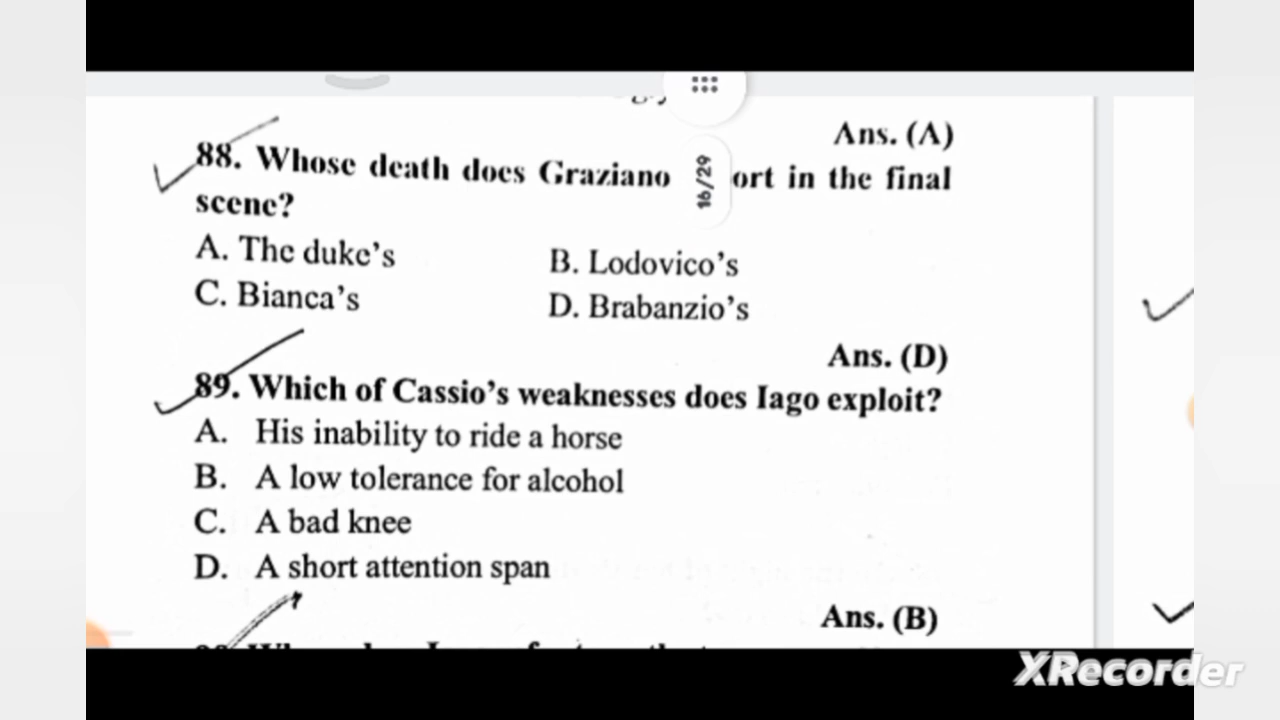 Ans. (A)
88. Whose death does Graziano ort in the final
16/29
scene?
A. The duke's B. Lodovico's
C. Bianca's D. Brabanzio's
Ans. (D)
89. Which of Cassio's weaknesses does Iago exploit?
A. His inability to ride a horse
B. A low tolerance for alcohol
C. A bad knee
D. A short attention span
Ans. (B)
XRecorder